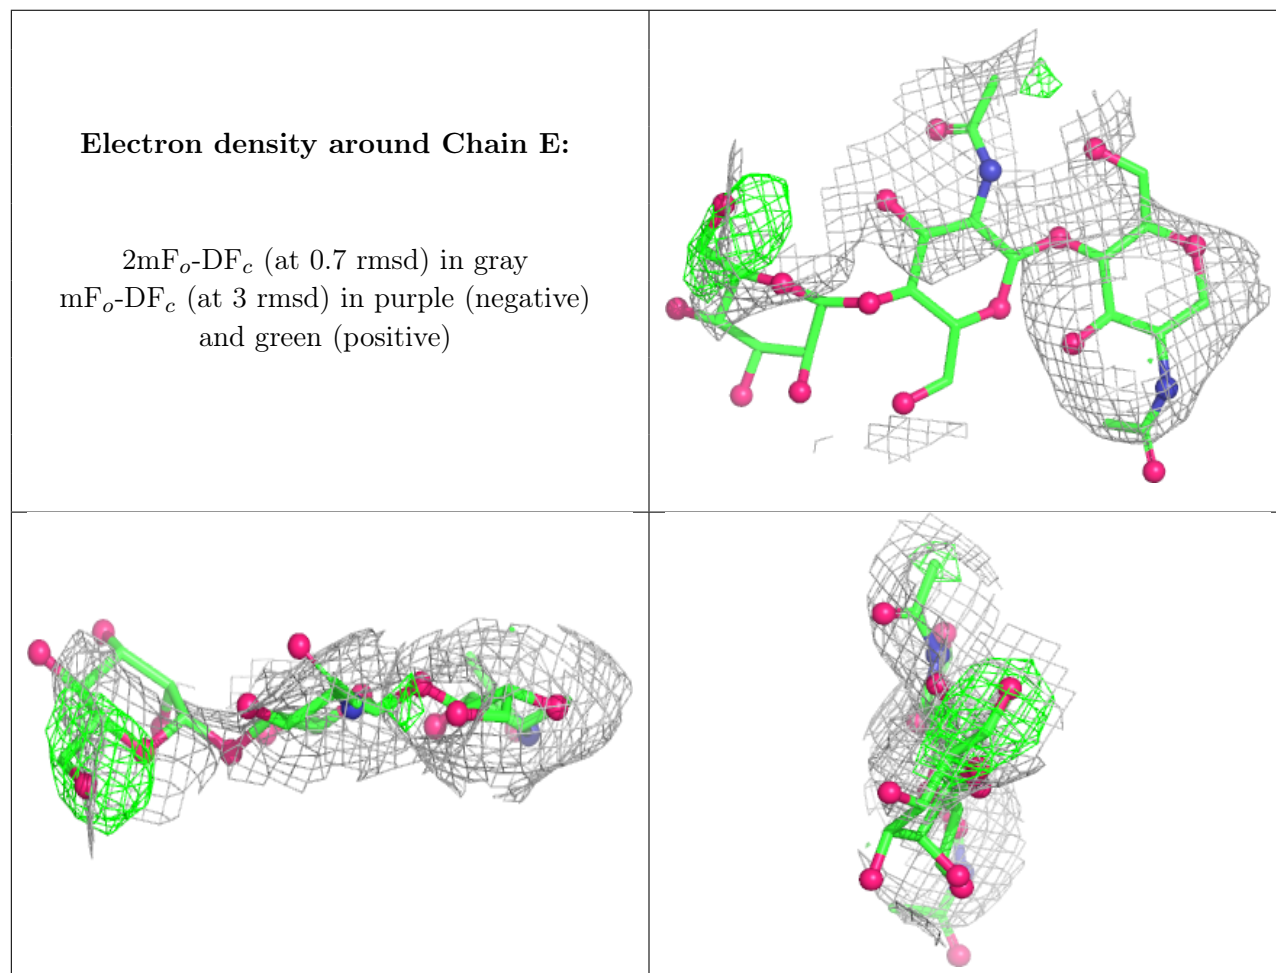 Electron density around Chain E:
2mFo-DFc (at 0.7 rmsd) in gray
mFo-DFc (at 3 rmsd) in purple (negative)
and green (positive)